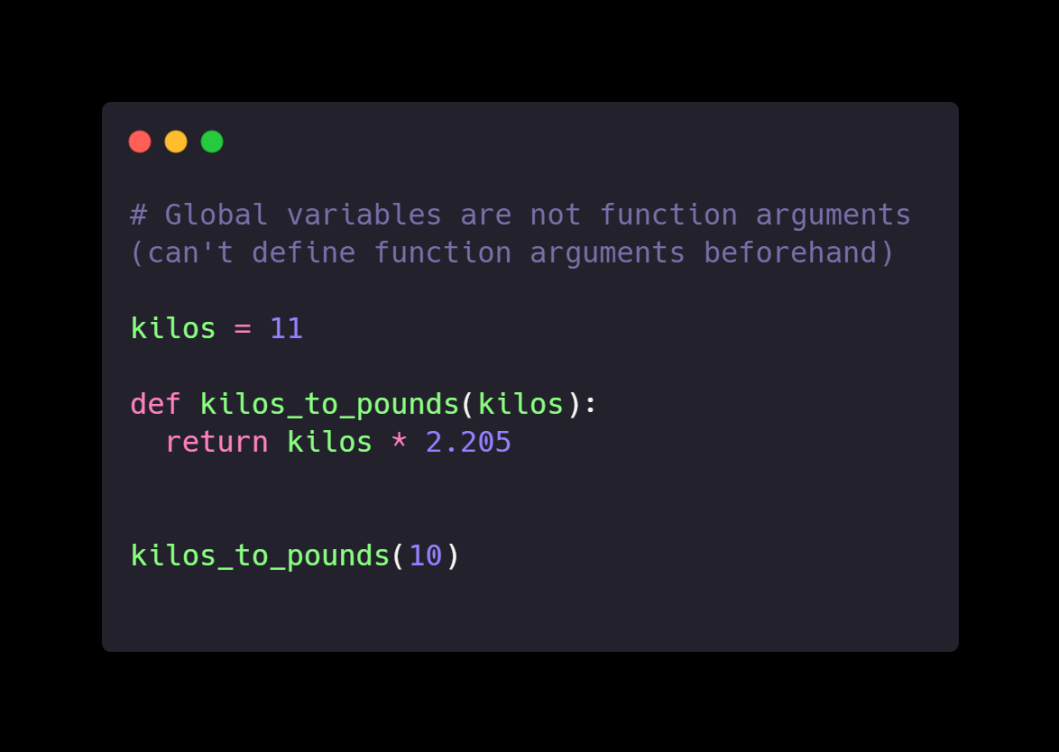 # Global variables are not function arguments
(can't define function arguments beforehand)
kilos = 11
def kilos_to_pounds(kilos):
return kilos * 2.205
kilos_to_pounds(10)